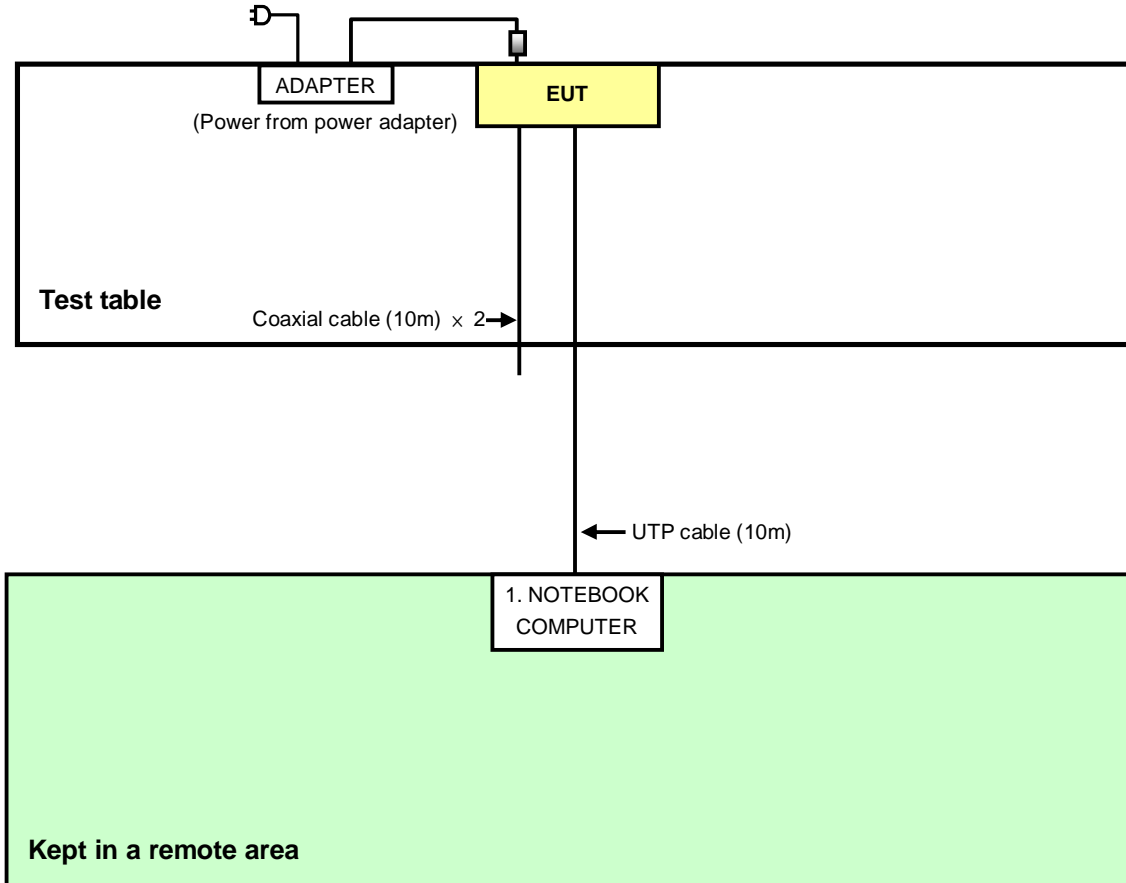 ADAPTER
EUT
(Power from power adapter)
Test table
Coaxial cable (10m) × 2
UTP cable (10m)
1. NOTEBOOK
COMPUTER
Kept in a remote area